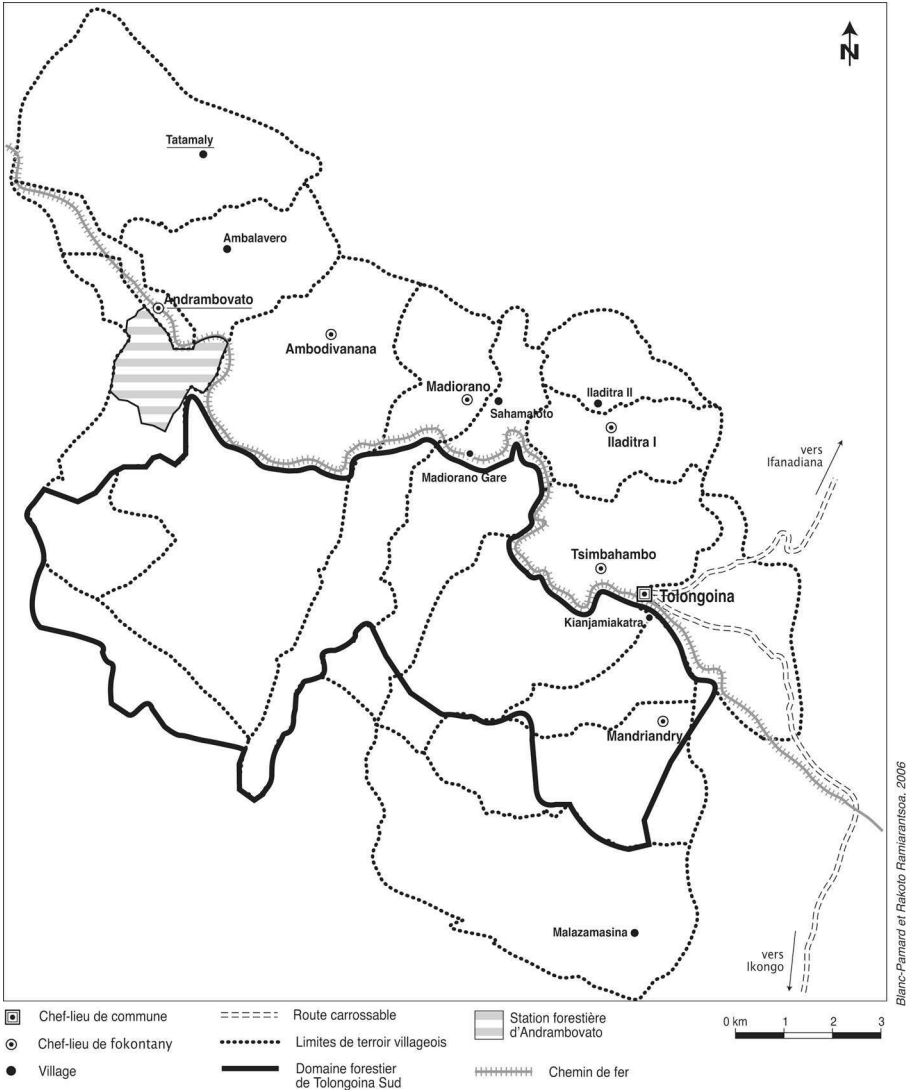 N
Tatamaly
Ambalavero
Andrambovato
Ambodivanana
Madiorano
Sahamaloto
Iladitra II
Iladitra I
Madiorano Gare
vers
Ifanadiana
Tsimbahambo
Tolongoina
Kianjamiakatra
Mandriandry
Malazamasina
vers
Ikongo
Blanc-Pamard et Rakoto Ramiarantsoa, 2006
Chef-lieu de commune
Chef-lieu de fokontany
Village
Route carrossable
Limites de terroir villageois
Domaine forestier
de Tolongoina Sud
Station forestière
d'Andrambovato
Chemin de fer
0 km 1 2 3